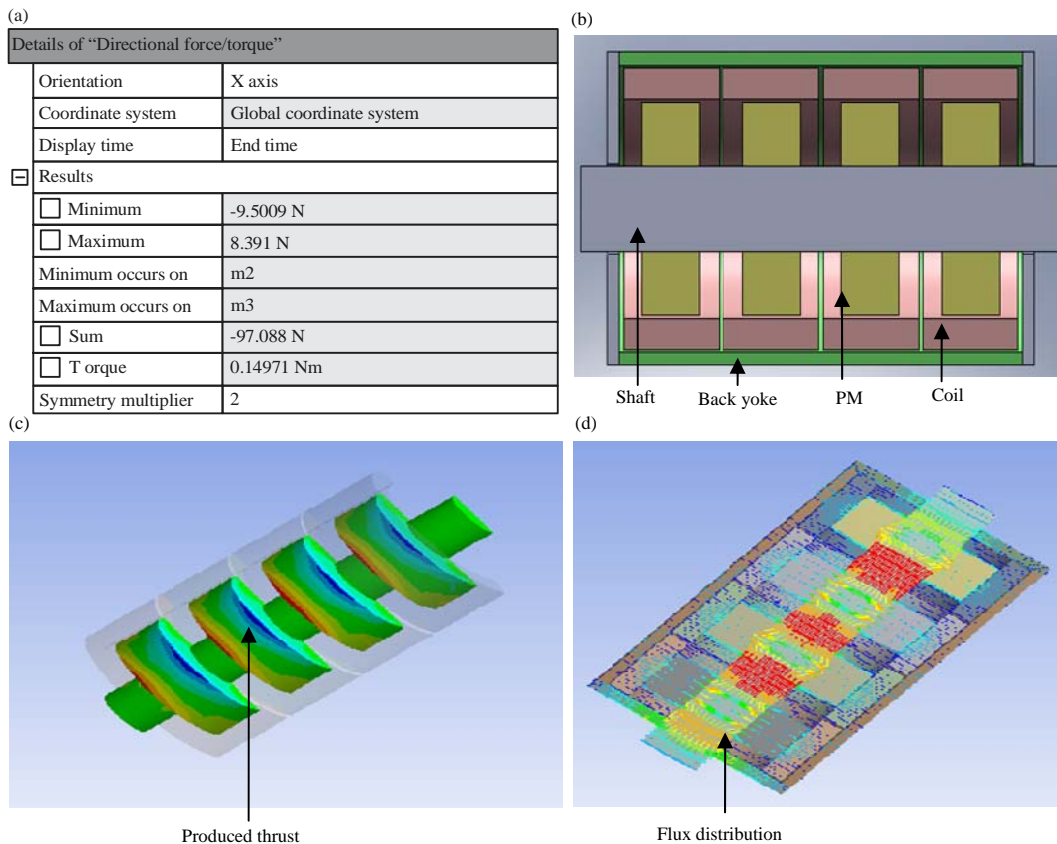 (a)
Details of “Directional force/torque”
Orientation X axis
Coordinate system Global coordinate system
Display time End time
Results
Minimum -9.5009 N
Maximum 8.391 N
Minimum occurs on m2
Maximum occurs on m3
Sum -97.088 N
T orque 0.14971 Nm
Symmetry multiplier 2
(b)
Shaft Back yoke PM Coil
(c)
Produced thrust
(d)
Flux distribution